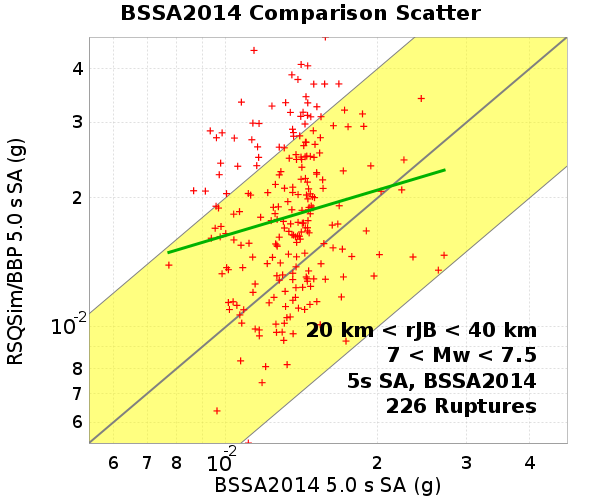 BSSA2014 Comparison Scatter
RSQSim/BBP 5.0 s SA (g)
4
3
2
10-2
8
7
6
20 km < rJB < 40 km
7 < Mw < 7.5
5s SA, BSSA2014
226 Ruptures
6 7 8 10-2 2 3 4
BSSA2014 5.0 s SA (g)